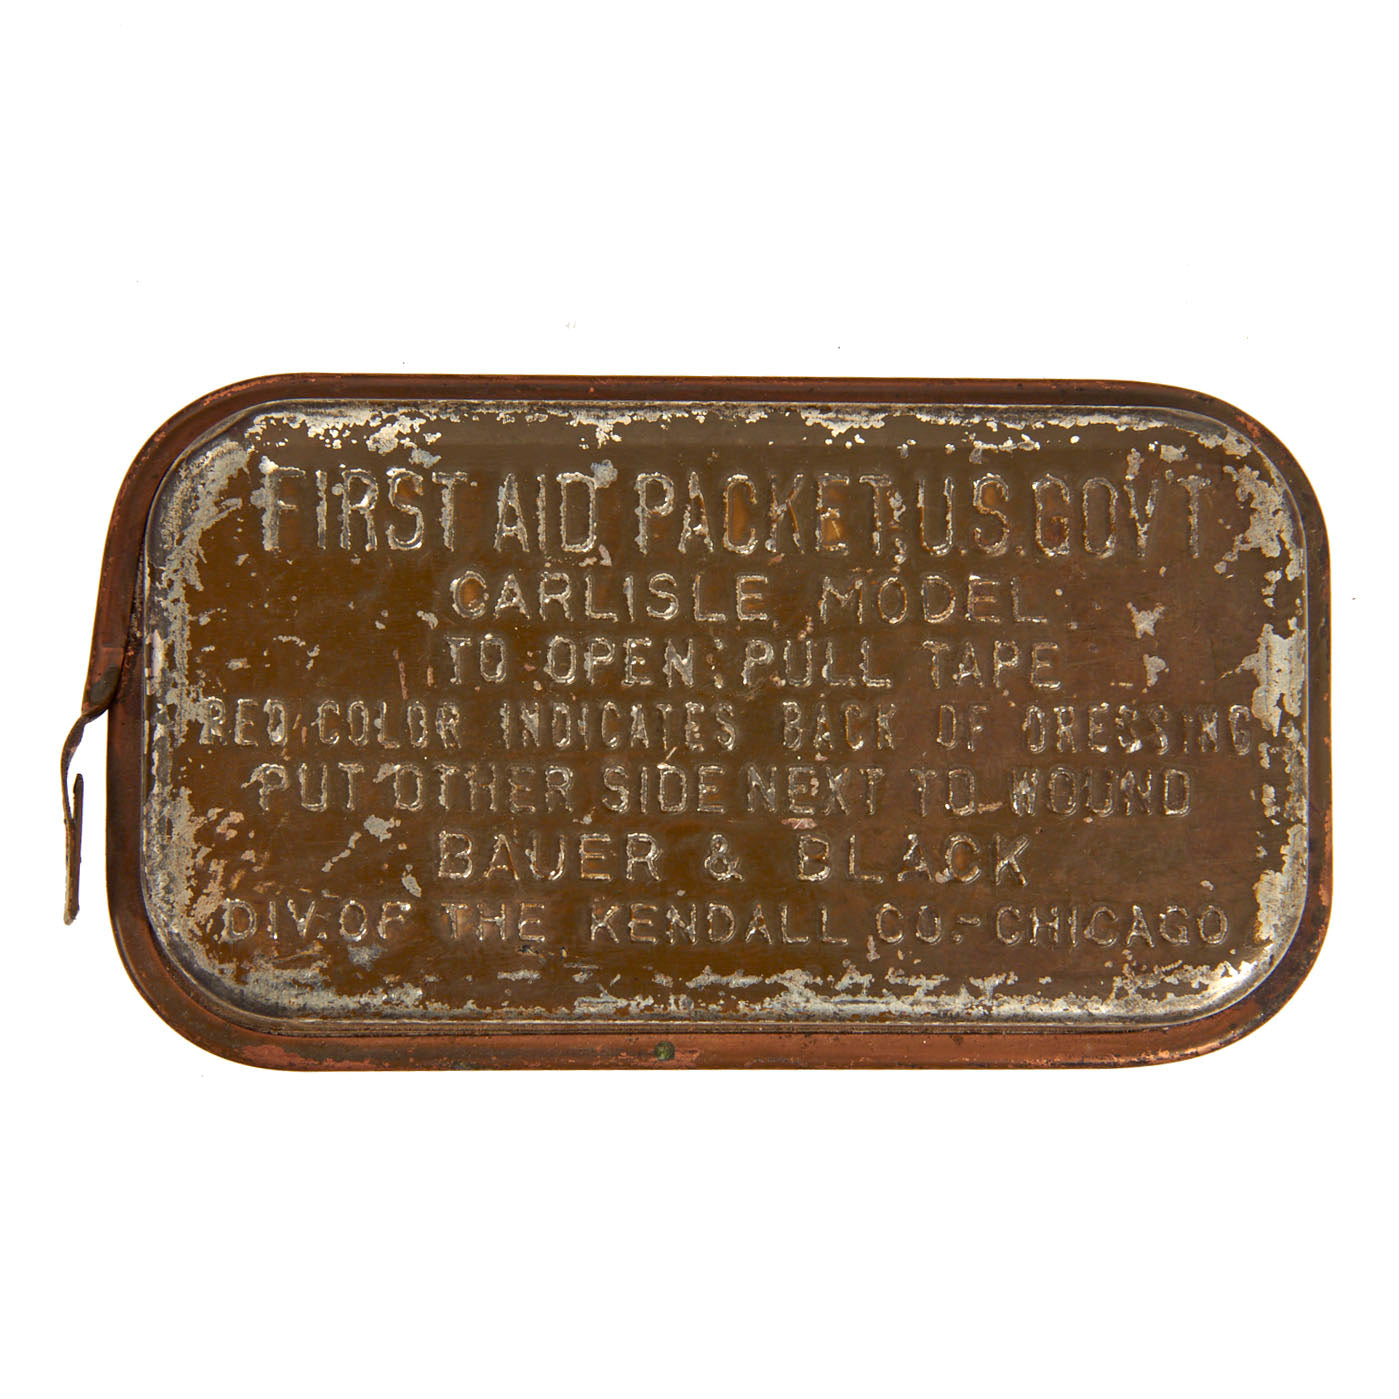 FIRST AID PACKET, U.S. GOV'T
CARLISLE MODEL
TO OPEN; PULL TAPE
RED COLOR INDICATES BACK OF DRESSING
PUT OTHER SIDE NEXT TO WOUND
BAUER & BLACK
DIV. OF THE KENDALL CO.-CHICAGO